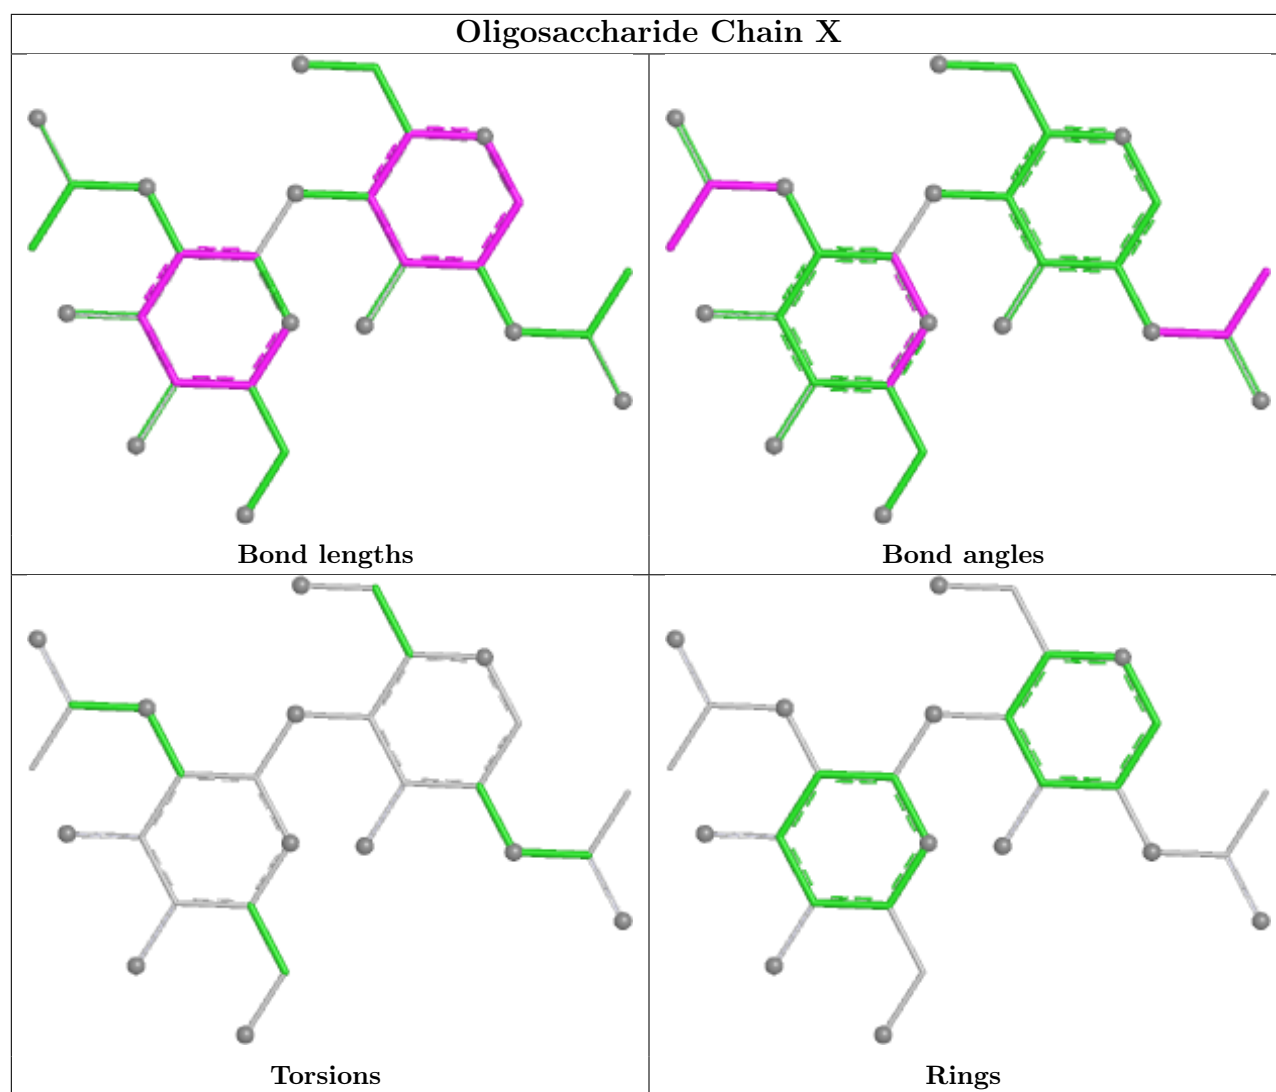 Oligosaccharide Chain X
Bond lengths
Bond angles
Torsions
Rings